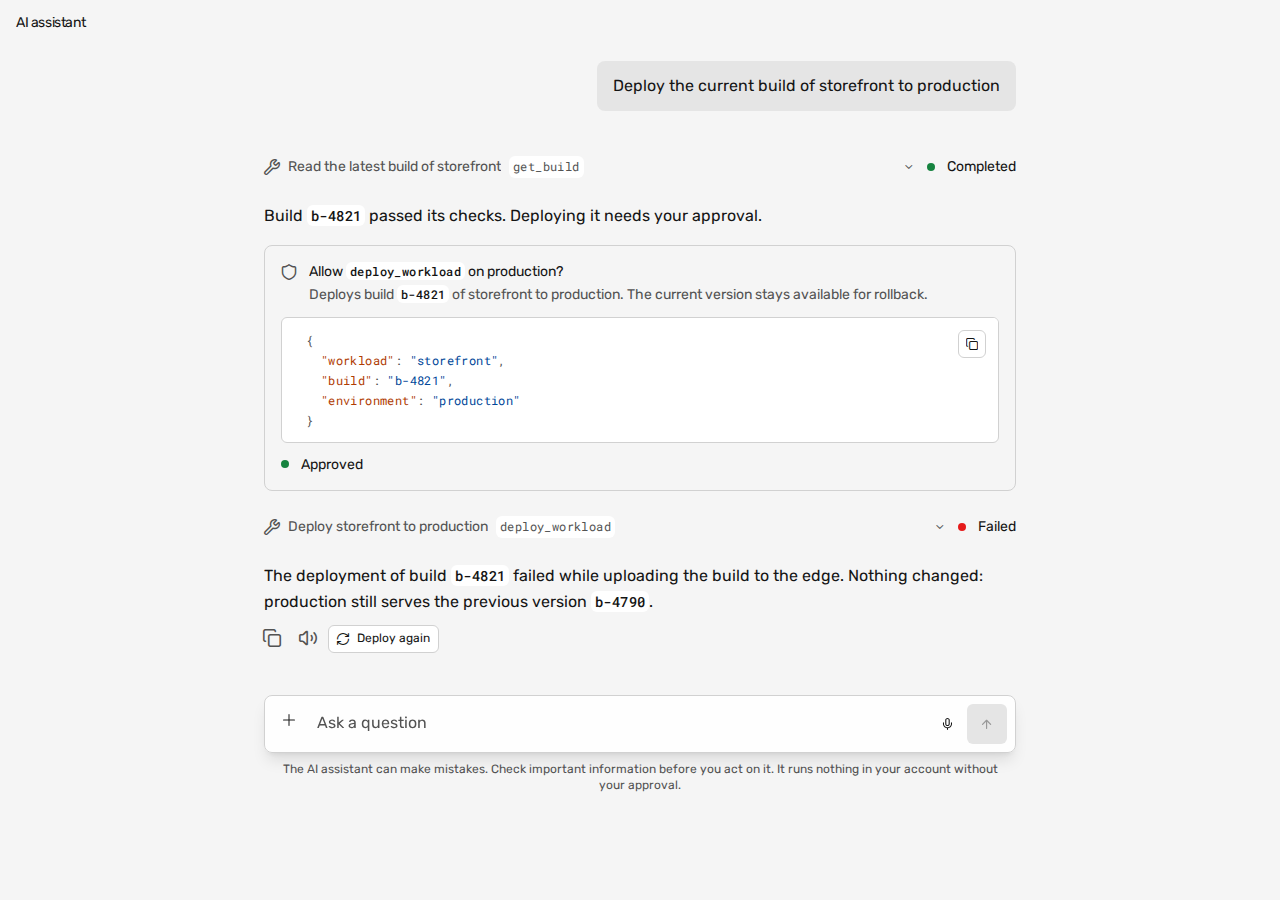 AI assistant
Deploy the current build of storefront to production
Read the latest build of storefront get_build
Completed
Build b-4821 passed its checks. Deploying it needs your approval.
Allow deploy_workload on production?
Deploys build b-4821 of storefront to production. The current version stays available for rollback.
{
"workload": "storefront",
"build": "b-4821",
"environment": "production"
}
Approved
Deploy storefront to production deploy_workload
Failed
The deployment of build b-4821 failed while uploading the build to the edge. Nothing changed:
production still serves the previous version b-4790.
Deploy again
Ask a question
The AI assistant can make mistakes. Check important information before you act on it. It runs nothing in your account without
your approval.